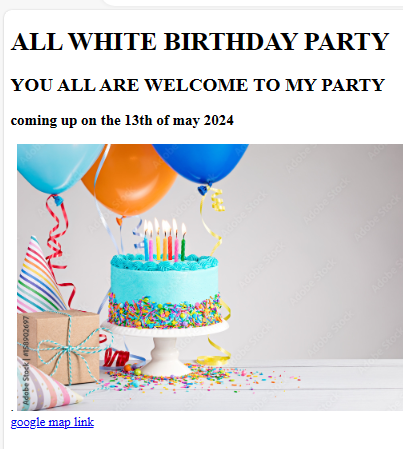 ALL WHITE BIRTHDAY PARTY
YOU ALL ARE WELCOME TO MY PARTY
coming up on the 13th of may 2024
Adobe Stock | #158902697
google map link